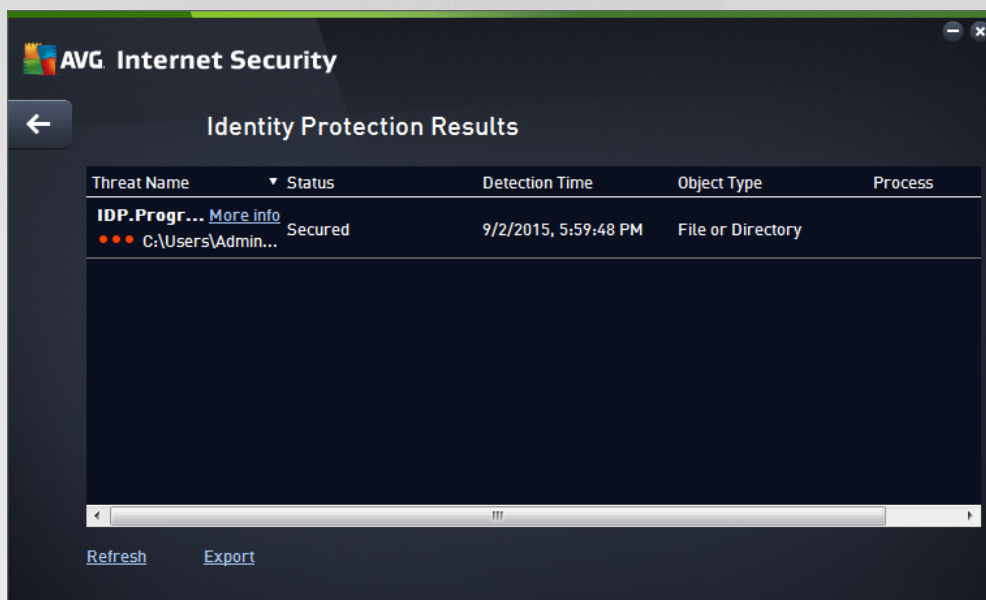 AVG. Internet Security
Identity Protection Results
Threat Name Status Detection Time Object Type Process
IDP.Progr... More info
C:\Users\Admin... Secured 9/2/2015, 5:59:48 PM File or Directory
Refresh Export